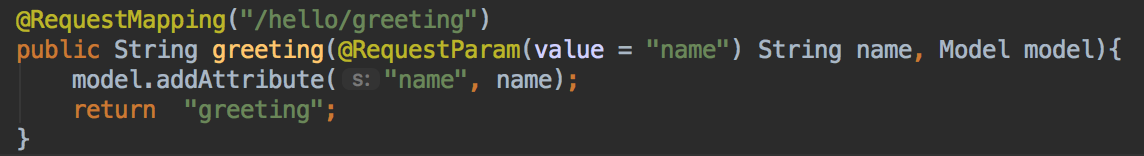 @RequestMapping("/hello/greeting")
public String greeting(@RequestParam(value = "name") String name, Model model){
    model.addAttribute( s: "name", name);
    return  "greeting";
}